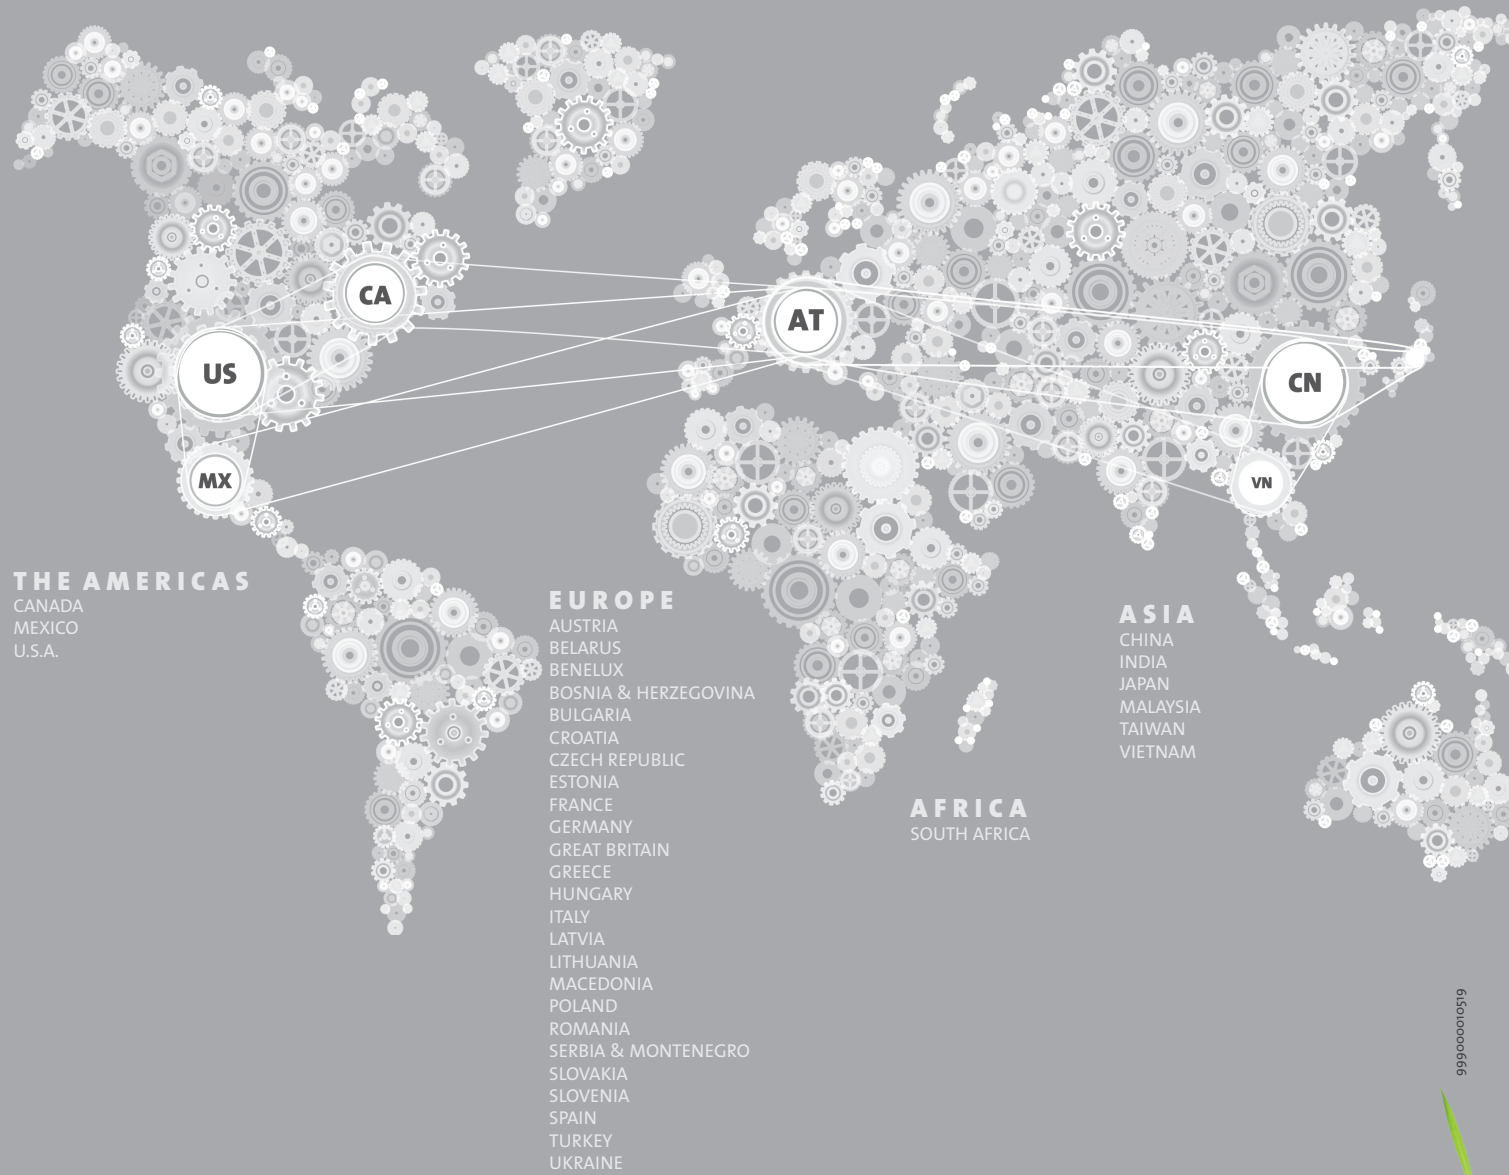 CA
AT
US
CN
MX
VN
THE AMERICAS
CANADA
MEXICO
U.S.A.
EUROPE
AUSTRIA
BELARUS
BENELUX
BOSNIA & HERZEGOVINA
BULGARIA
CROATIA
CZECH REPUBLIC
ESTONIA
FRANCE
GERMANY
GREAT BRITAIN
GREECE
HUNGARY
ITALY
LATVIA
LITHUANIA
MACEDONIA
POLAND
ROMANIA
SERBIA & MONTENEGRO
SLOVAKIA
SLOVENIA
SPAIN
TURKEY
UKRAINE
ASIA
CHINA
INDIA
JAPAN
MALAYSIA
TAIWAN
VIETNAM
AFRICA
SOUTH AFRICA
9990000010519